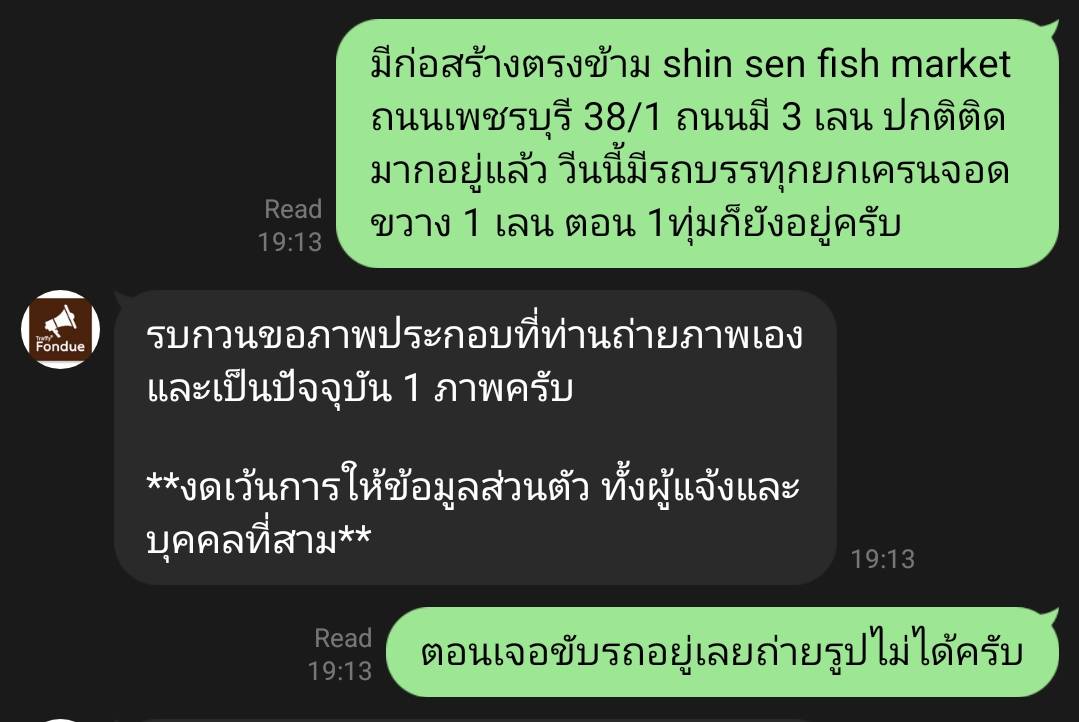 มีก่อสร้างตรงข้าม shin sen fish market
ถนนเพชรบุรี 38/1 ถนนมี 3 เลน ปกติติด
มากอยู่แล้ว วีนนี้มีรถบรรทุกยกเครนจอด
ขวาง 1 เลน ตอน 1ทุ่มก็ยังอยู่ครับ
Read
19:13
Traffy
Fondue
รบกวนขอภาพประกอบที่ท่านถ่ายภาพเอง
และเป็นปัจจุบัน 1 ภาพครับ
**งดเว้นการให้ข้อมูลส่วนตัว ทั้งผู้แจ้งและ
บุคคลที่สาม**
19:13
Read
19:13
ตอนเจอขับรถอยู่เลยถ่ายรูปไม่ได้ครับ